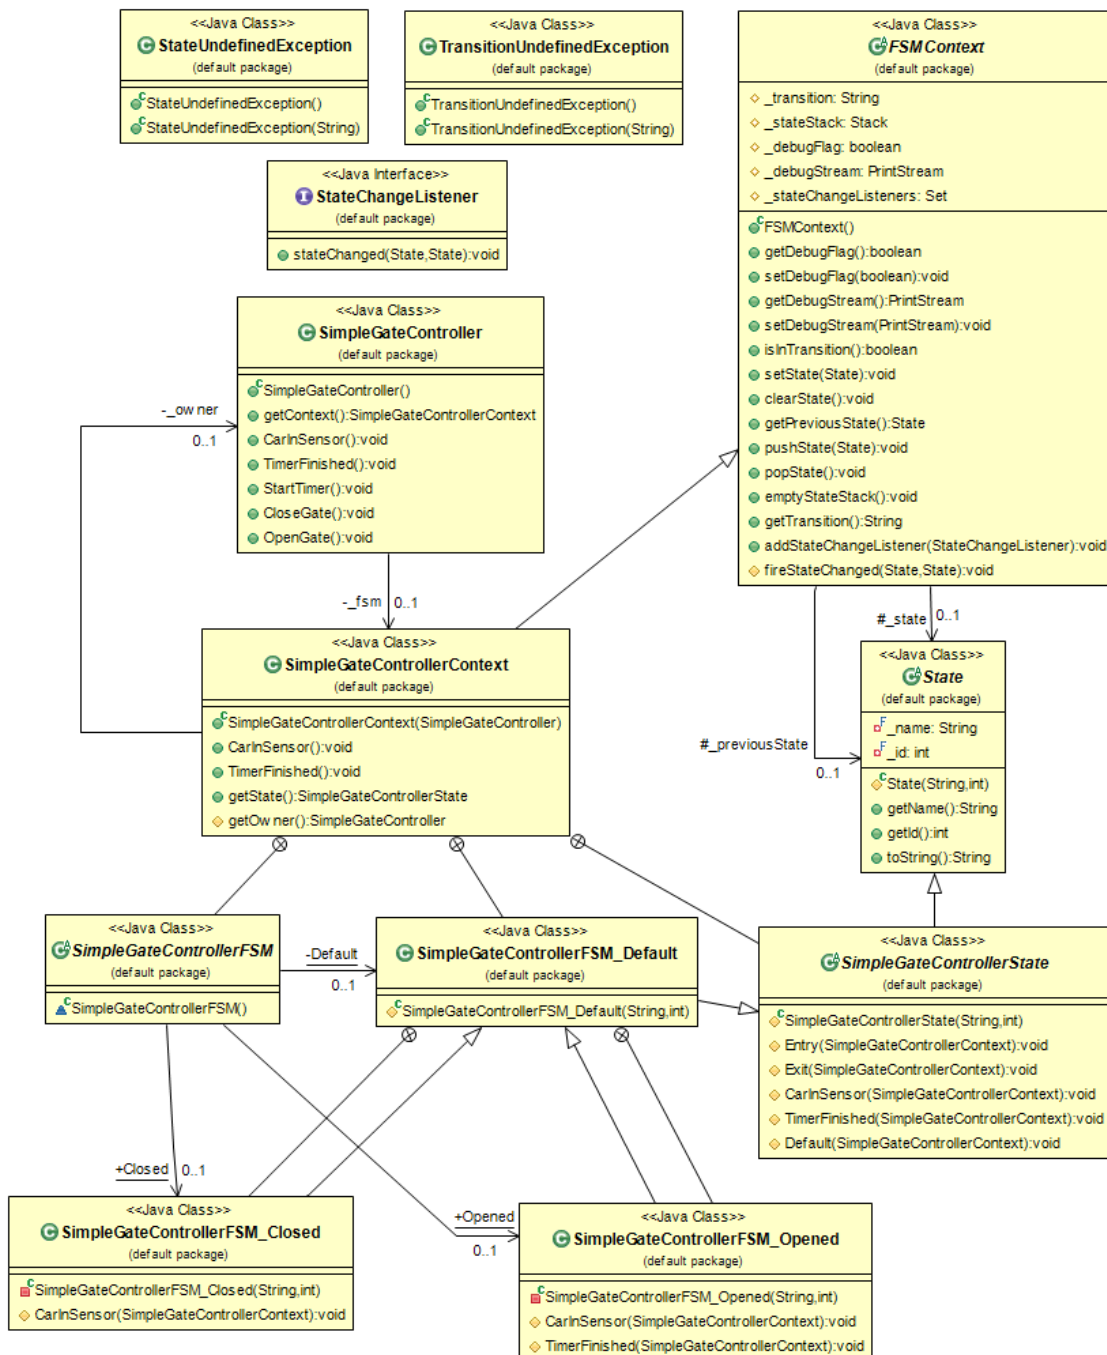 <<Java Class>>
StateUndefinedException
(default package)
StateUndefinedException()
StateUndefinedException(String)
<<Java Class>>
TransitionUndefinedException
(default package)
TransitionUndefinedException()
TransitionUndefinedException(String)
<<Java Class>>
FSMContext
(default package)
_transition: String
_stateStack: Stack
_debugFlag: boolean
_debugStream: PrintStream
_stateChangeListeners: Set
FSMContext()
getDebugFlag():boolean
setDebugFlag(boolean):void
getDebugStream():PrintStream
setDebugStream(PrintStream):void
isInTransition():boolean
setState(State):void
clearState():void
getPreviousState():State
pushState(State):void
popState():void
emptyStateStack():void
getTransition():String
addStateChangeListener(StateChangeListener):void
fireStateChanged(State,State):void
<<Java Interface>>
StateChangeListener
(default package)
stateChanged(State,State):void
<<Java Class>>
SimpleGateController
(default package)
SimpleGateController()
getContext():SimpleGateControllerContext
CarInSensor():void
TimerFinished():void
StartTimer():void
CloseGate():void
OpenGate():void
-_owner
0..1
-_fsm
0..1
#_state
0..1
#_previousState
0..1
<<Java Class>>
SimpleGateControllerContext
(default package)
SimpleGateControllerContext(SimpleGateController)
CarInSensor():void
TimerFinished():void
getState():SimpleGateControllerState
getOwner():SimpleGateController
<<Java Class>>
State
(default package)
_name: String
_id: int
State(String,int)
getName():String
getId():int
toString():String
<<Java Class>>
SimpleGateControllerFSM
(default package)
SimpleGateControllerFSM()
-Default
0..1
<<Java Class>>
SimpleGateControllerFSM_Default
(default package)
SimpleGateControllerFSM_Default(String,int)
<<Java Class>>
SimpleGateControllerState
(default package)
SimpleGateControllerState(String,int)
Entry(SimpleGateControllerContext):void
Exit(SimpleGateControllerContext):void
CarInSensor(SimpleGateControllerContext):void
TimerFinished(SimpleGateControllerContext):void
Default(SimpleGateControllerContext):void
+Closed
0..1
+Opened
0..1
<<Java Class>>
SimpleGateControllerFSM_Closed
(default package)
SimpleGateControllerFSM_Closed(String,int)
CarInSensor(SimpleGateControllerContext):void
<<Java Class>>
SimpleGateControllerFSM_Opened
(default package)
SimpleGateControllerFSM_Opened(String,int)
CarInSensor(SimpleGateControllerContext):void
TimerFinished(SimpleGateControllerContext):void